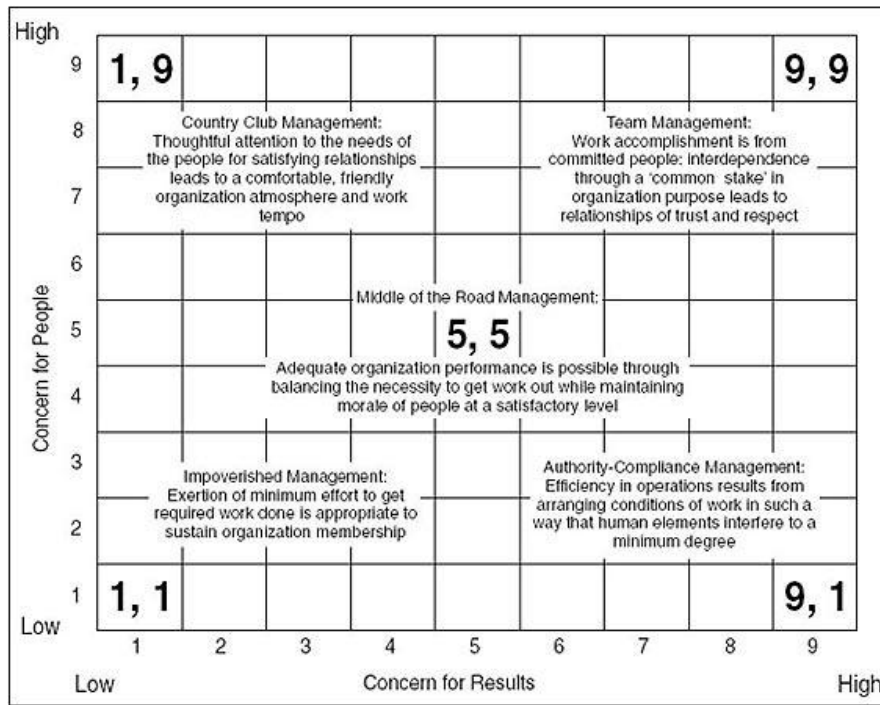 High
9
1, 9
9, 9
8
Country Club Management:
Thoughtful attention to the needs of
the people for satisfying relationships
leads to a comfortable, friendly
organization atmosphere and work
tempo
Team Management:
Work accomplishment is from
committed people: interdependence
through a 'common stake' in
organization purpose leads to
relationships of trust and respect
7
6
Concern for People
5
Middle of the Road Management:
5, 5
Adequate organization performance is possible through
balancing the necessity to get work out while maintaining
morale of people at a satisfactory level
4
3
Impoverished Management:
Exertion of minimum effort to get
required work done is appropriate to
sustain organization membership
Authority-Compliance Management:
Efficiency in operations results from
arranging conditions of work in such a
way that human elements interfere to a
minimum degree
2
1
1, 1
9, 1
Low
1 2 3 4 5 6 7 8 9
Low Concern for Results High